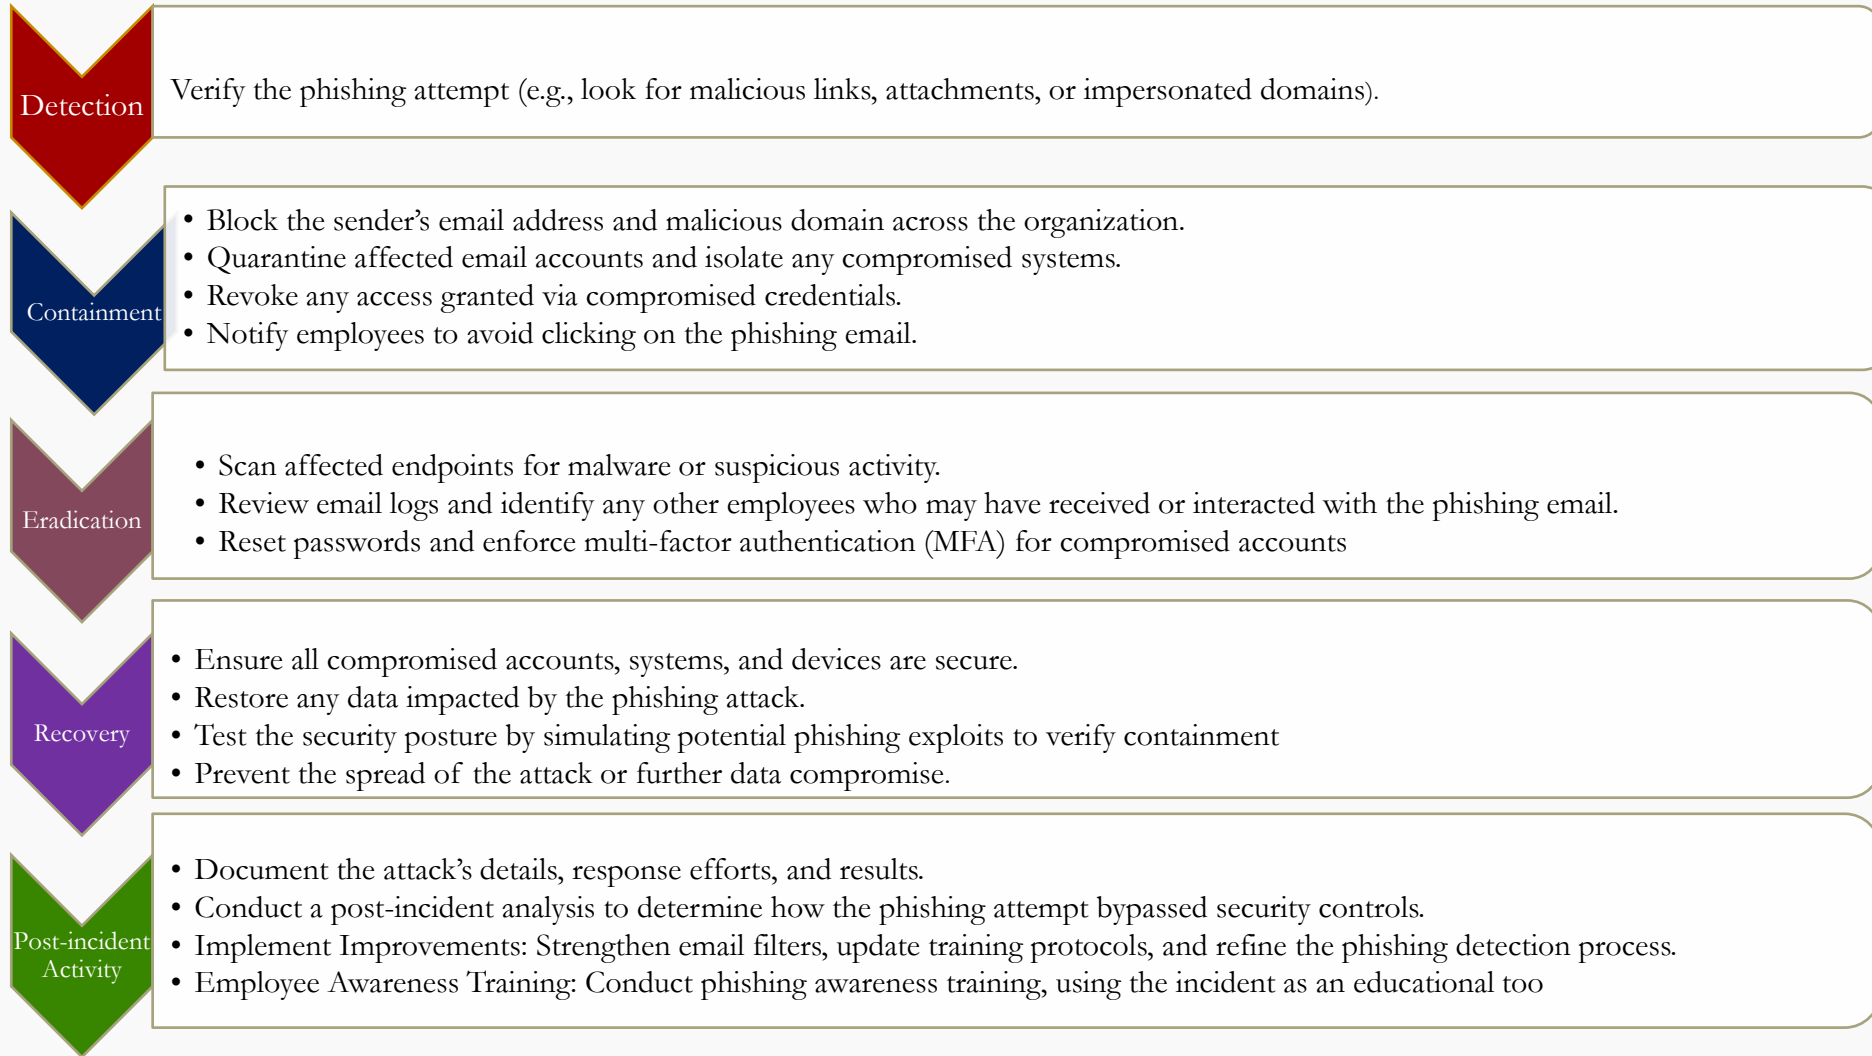 Detection
Verify the phishing attempt (e.g., look for malicious links, attachments, or impersonated domains).
Containment
• Block the sender’s email address and malicious domain across the organization.
• Quarantine affected email accounts and isolate any compromised systems.
• Revoke any access granted via compromised credentials.
• Notify employees to avoid clicking on the phishing email.
Eradication
• Scan affected endpoints for malware or suspicious activity.
• Review email logs and identify any other employees who may have received or interacted with the phishing email.
• Reset passwords and enforce multi-factor authentication (MFA) for compromised accounts
Recovery
• Ensure all compromised accounts, systems, and devices are secure.
• Restore any data impacted by the phishing attack.
• Test the security posture by simulating potential phishing exploits to verify containment
• Prevent the spread of the attack or further data compromise.
Post-incident
Activity
• Document the attack’s details, response efforts, and results.
• Conduct a post-incident analysis to determine how the phishing attempt bypassed security controls.
• Implement Improvements: Strengthen email filters, update training protocols, and refine the phishing detection process.
• Employee Awareness Training: Conduct phishing awareness training, using the incident as an educational too